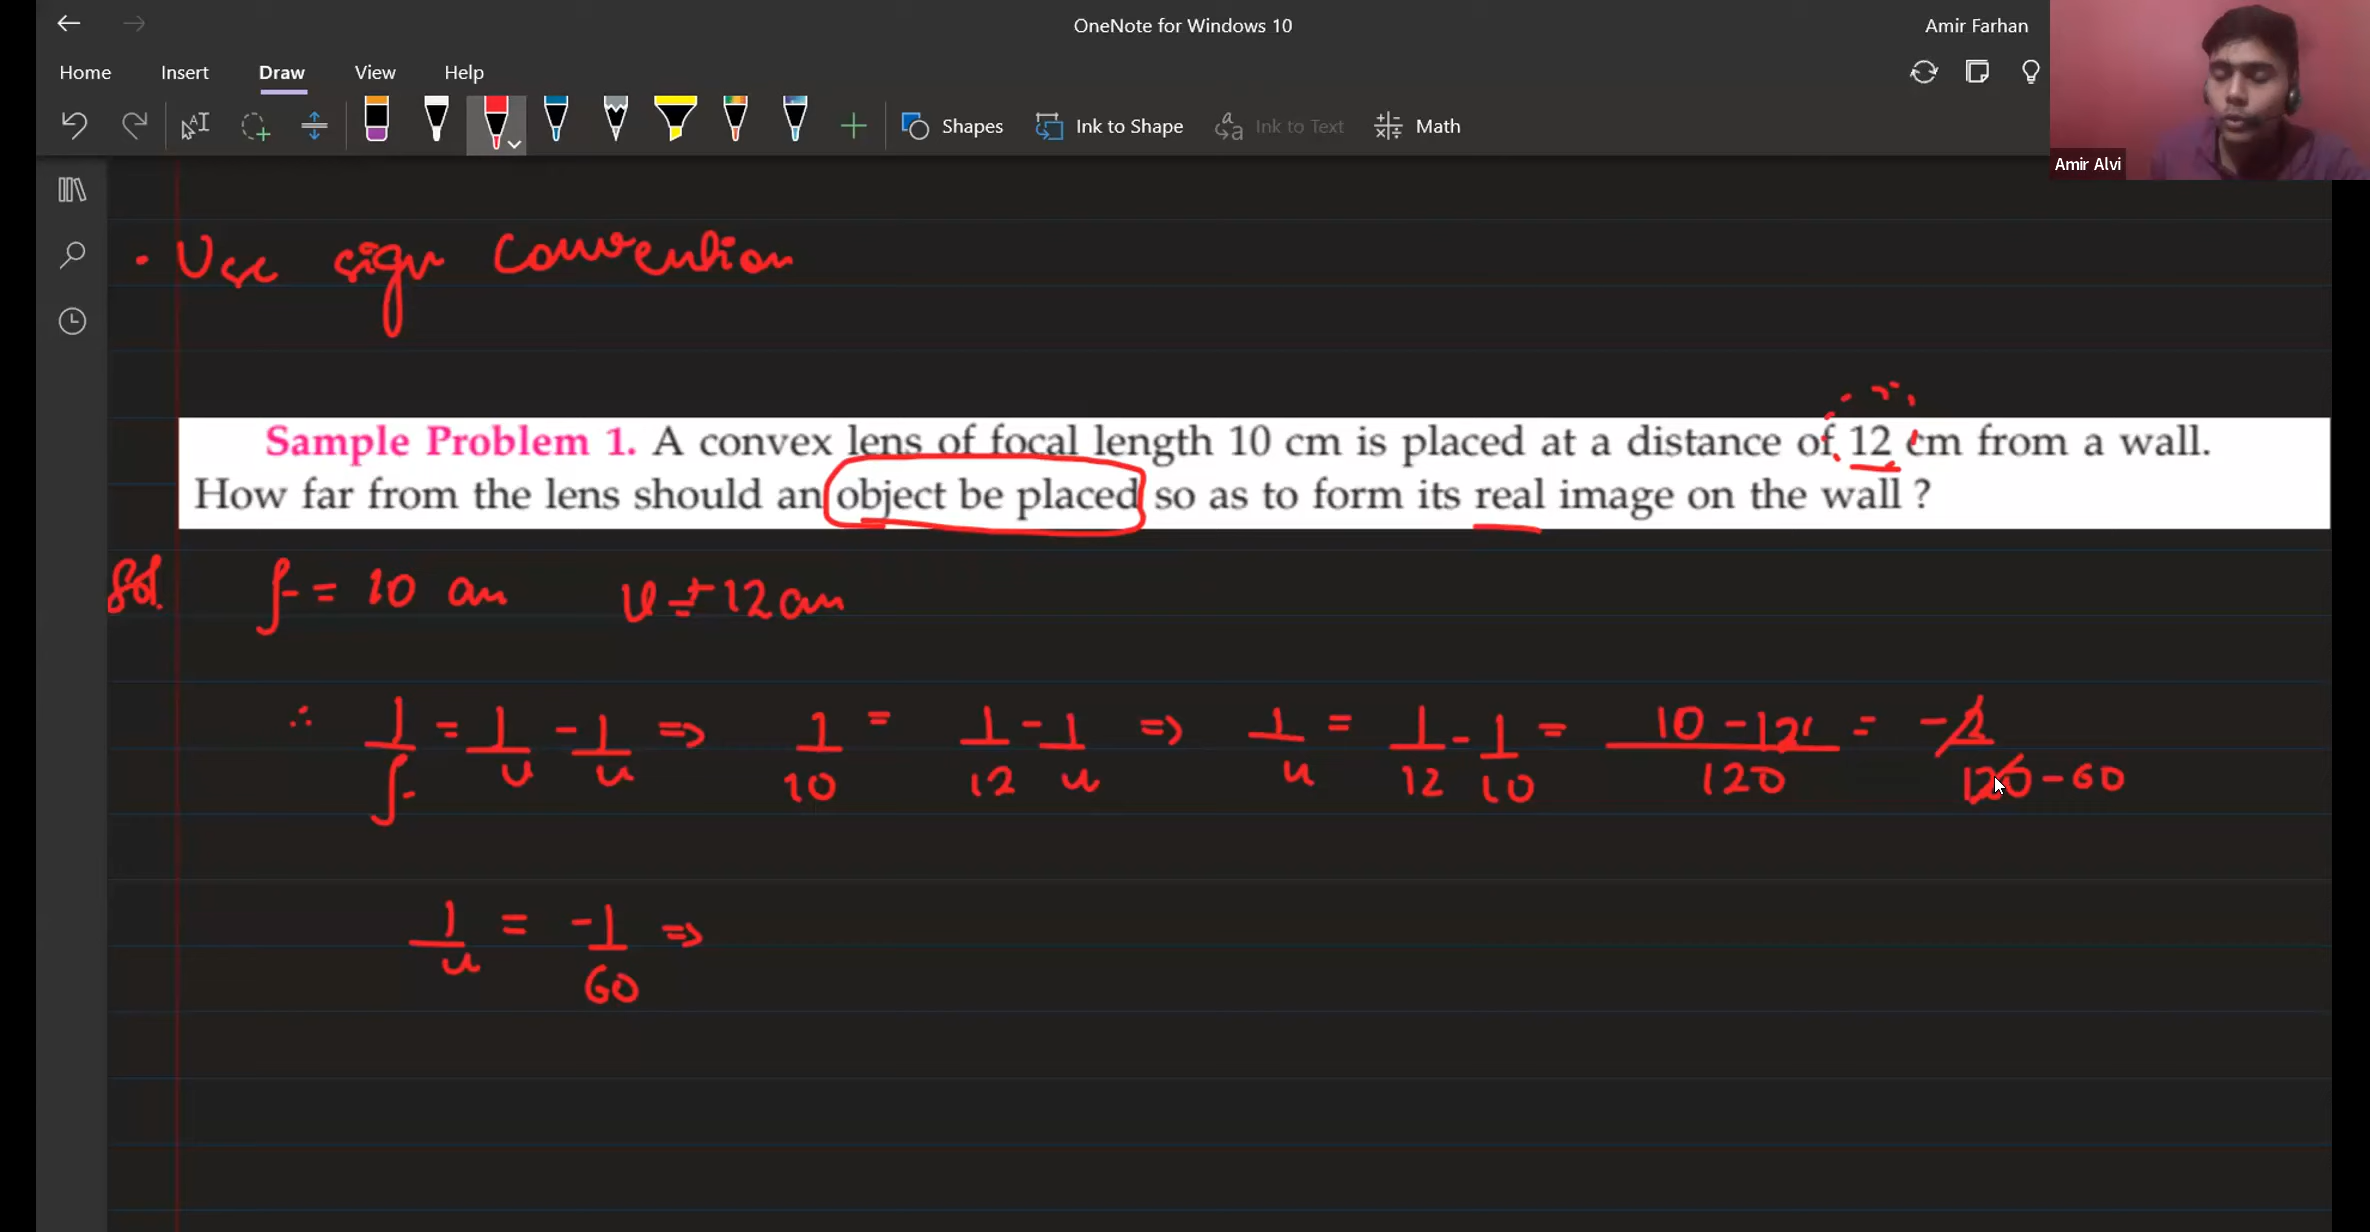 OneNote for Windows 10
Amir Farhan
Home Insert Draw View Help
Shapes Ink to Shape Ink to Text Math
Amir Alvi
• Use sign Convention
Sample Problem 1. A convex lens of focal length 10 cm is placed at a distance of 12 cm from a wall.
How far from the lens should an object be placed so as to form its real image on the wall ?
Sol. f = 10 cm v = +12 cm
∴ 1/f = 1/v - 1/u => 1/10 = 1/12 - 1/u => 1/u = 1/12 - 1/10 = 10 - 12/120 = -2/120 - 60
1/u = -1/60 =>